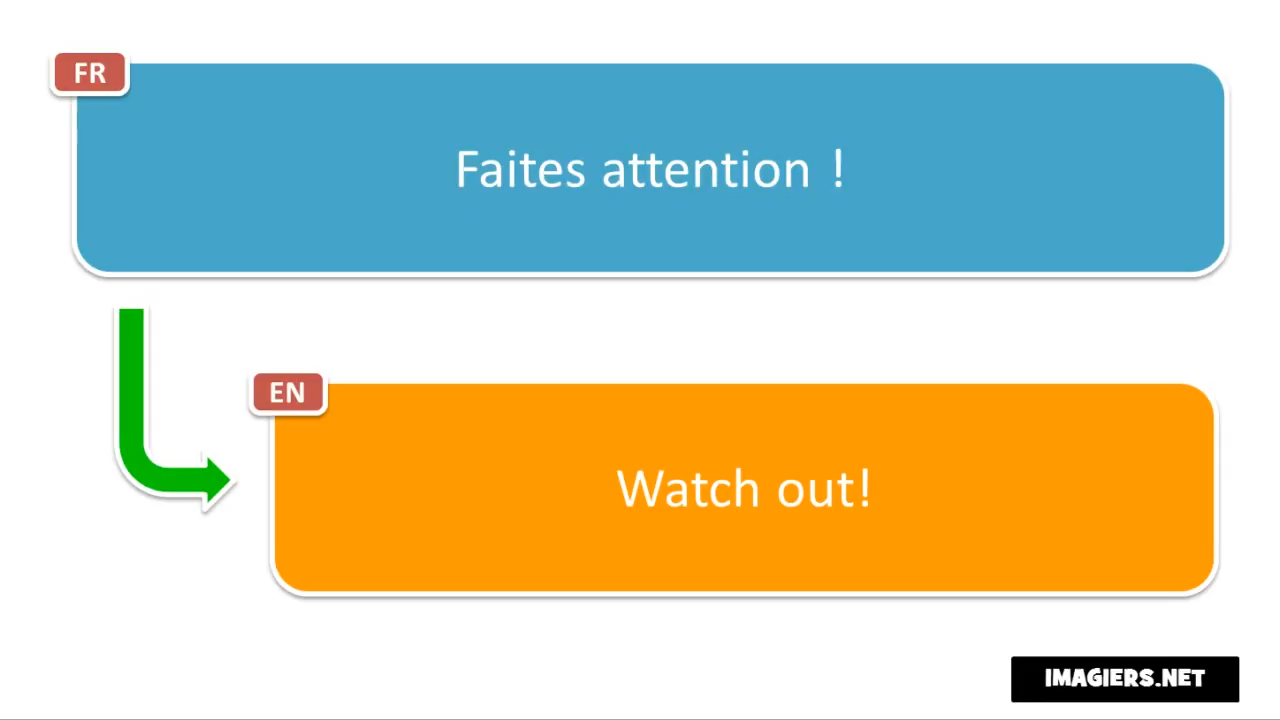 FR
Faites attention !
EN
Watch out!
IMAGIERS.NET